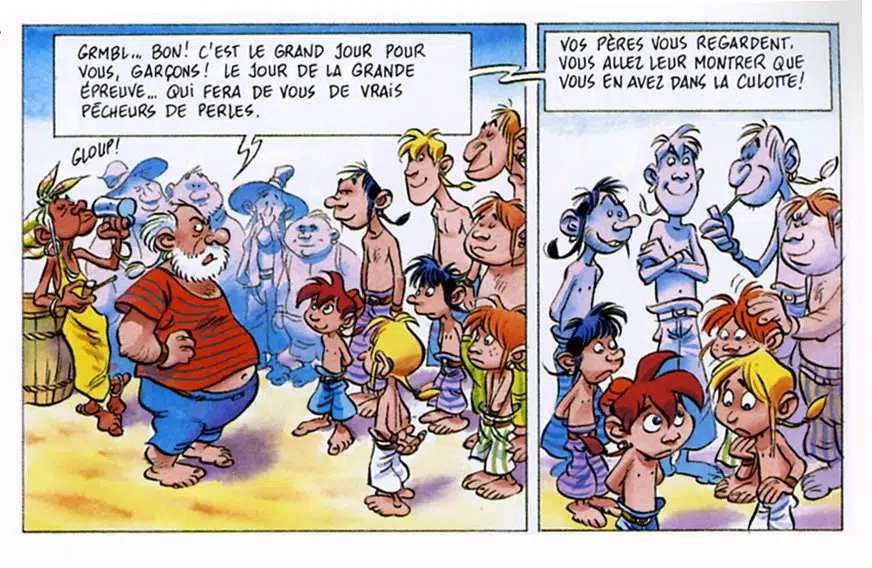 GRMBL... BON! C'EST LE GRAND JOUR POUR
VOUS, GARÇONS! LE JOUR DE LA GRANDE
ÉPREUVE... QUI FERA DE VOUS DE VRAIS
PÊCHEURS DE PERLES.
GLOUP!
VOS PÈRES VOUS REGARDENT.
VOUS ALLEZ LEUR MONTRER QUE
VOUS EN AVEZ DANS LA CULOTTE!